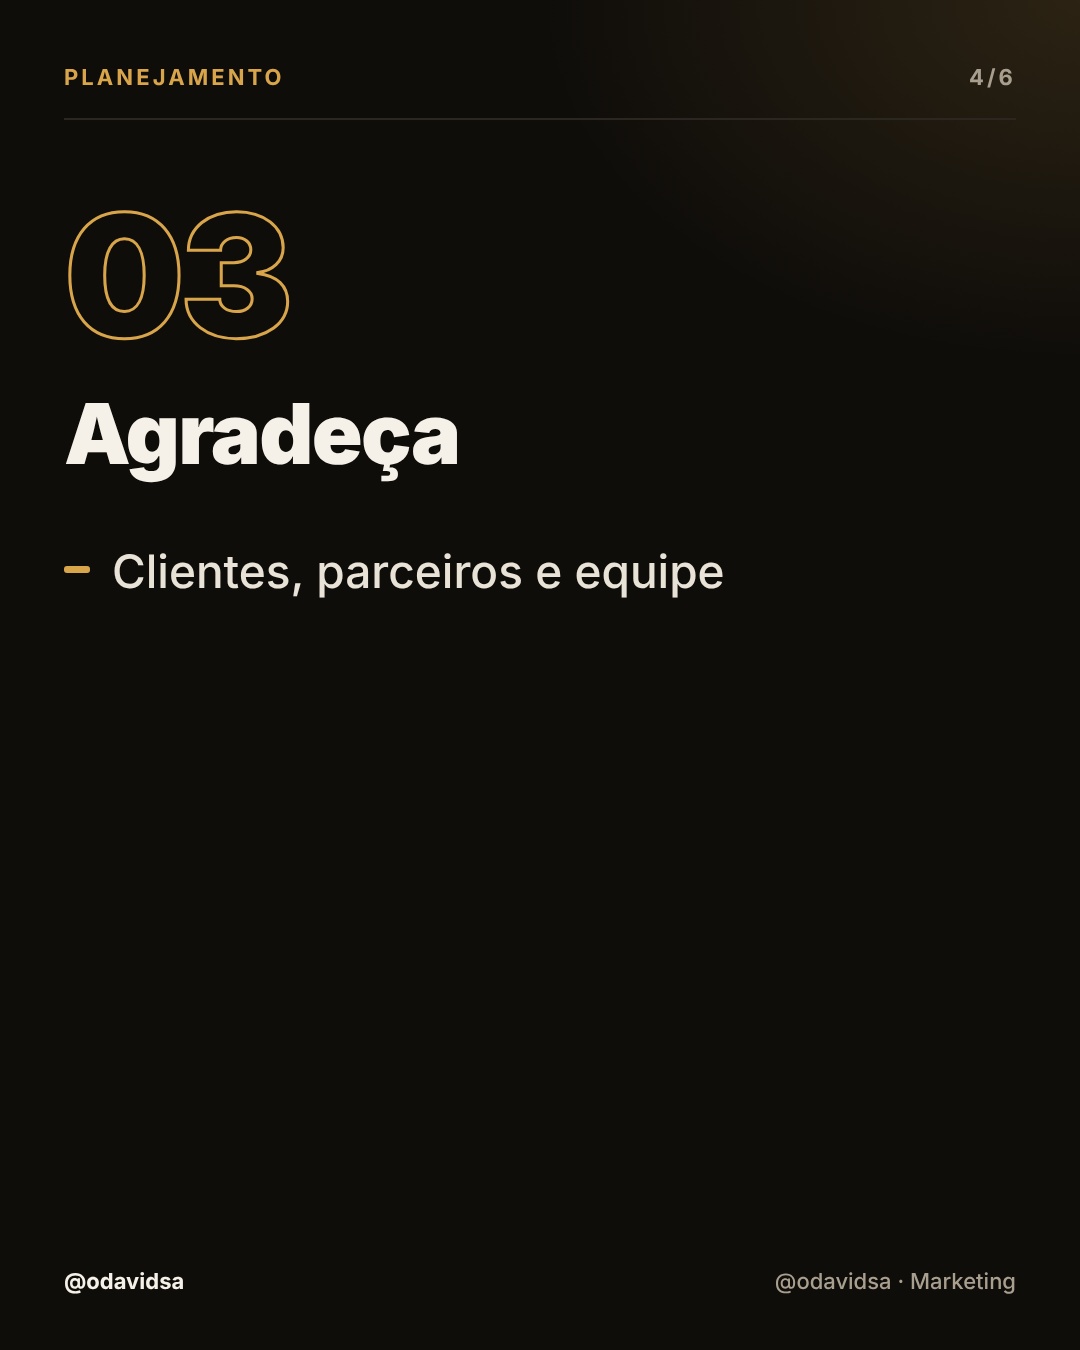 PLANEJAMENTO
4/6
03
Agradeça
Clientes, parceiros e equipe
@odavidsa
@odavidsa · Marketing